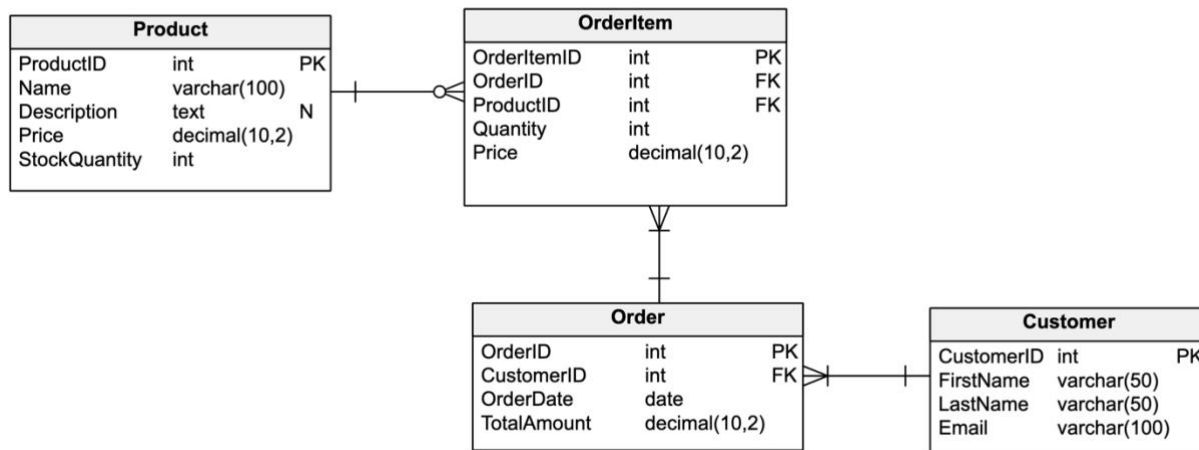 Product
ProductID int PK
Name varchar(100)
Description text N
Price decimal(10,2)
StockQuantity int
OrderItem
OrderItemID int PK
OrderID int FK
ProductID int FK
Quantity int
Price decimal(10,2)
Order
OrderID int PK
CustomerID int FK
OrderDate date
TotalAmount decimal(10,2)
Customer
CustomerID int PK
FirstName varchar(50)
LastName varchar(50)
Email varchar(100)